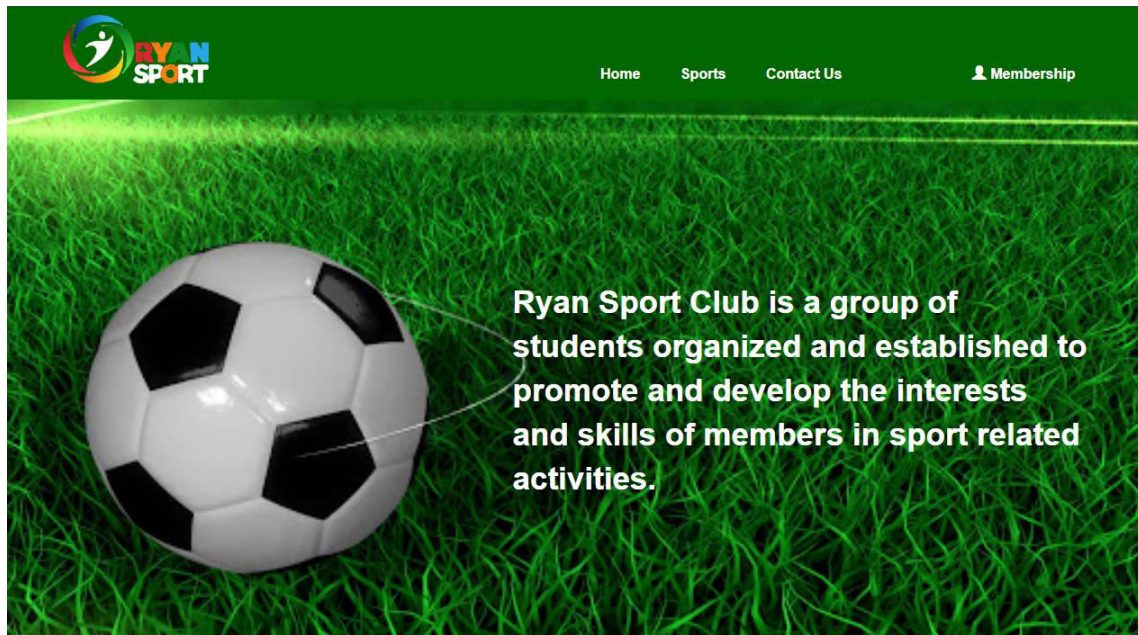 RYAN
SPORT
Home Sports Contact Us Membership
Ryan Sport Club is a group of
students organized and established to
promote and develop the interests
and skills of members in sport related
activities.